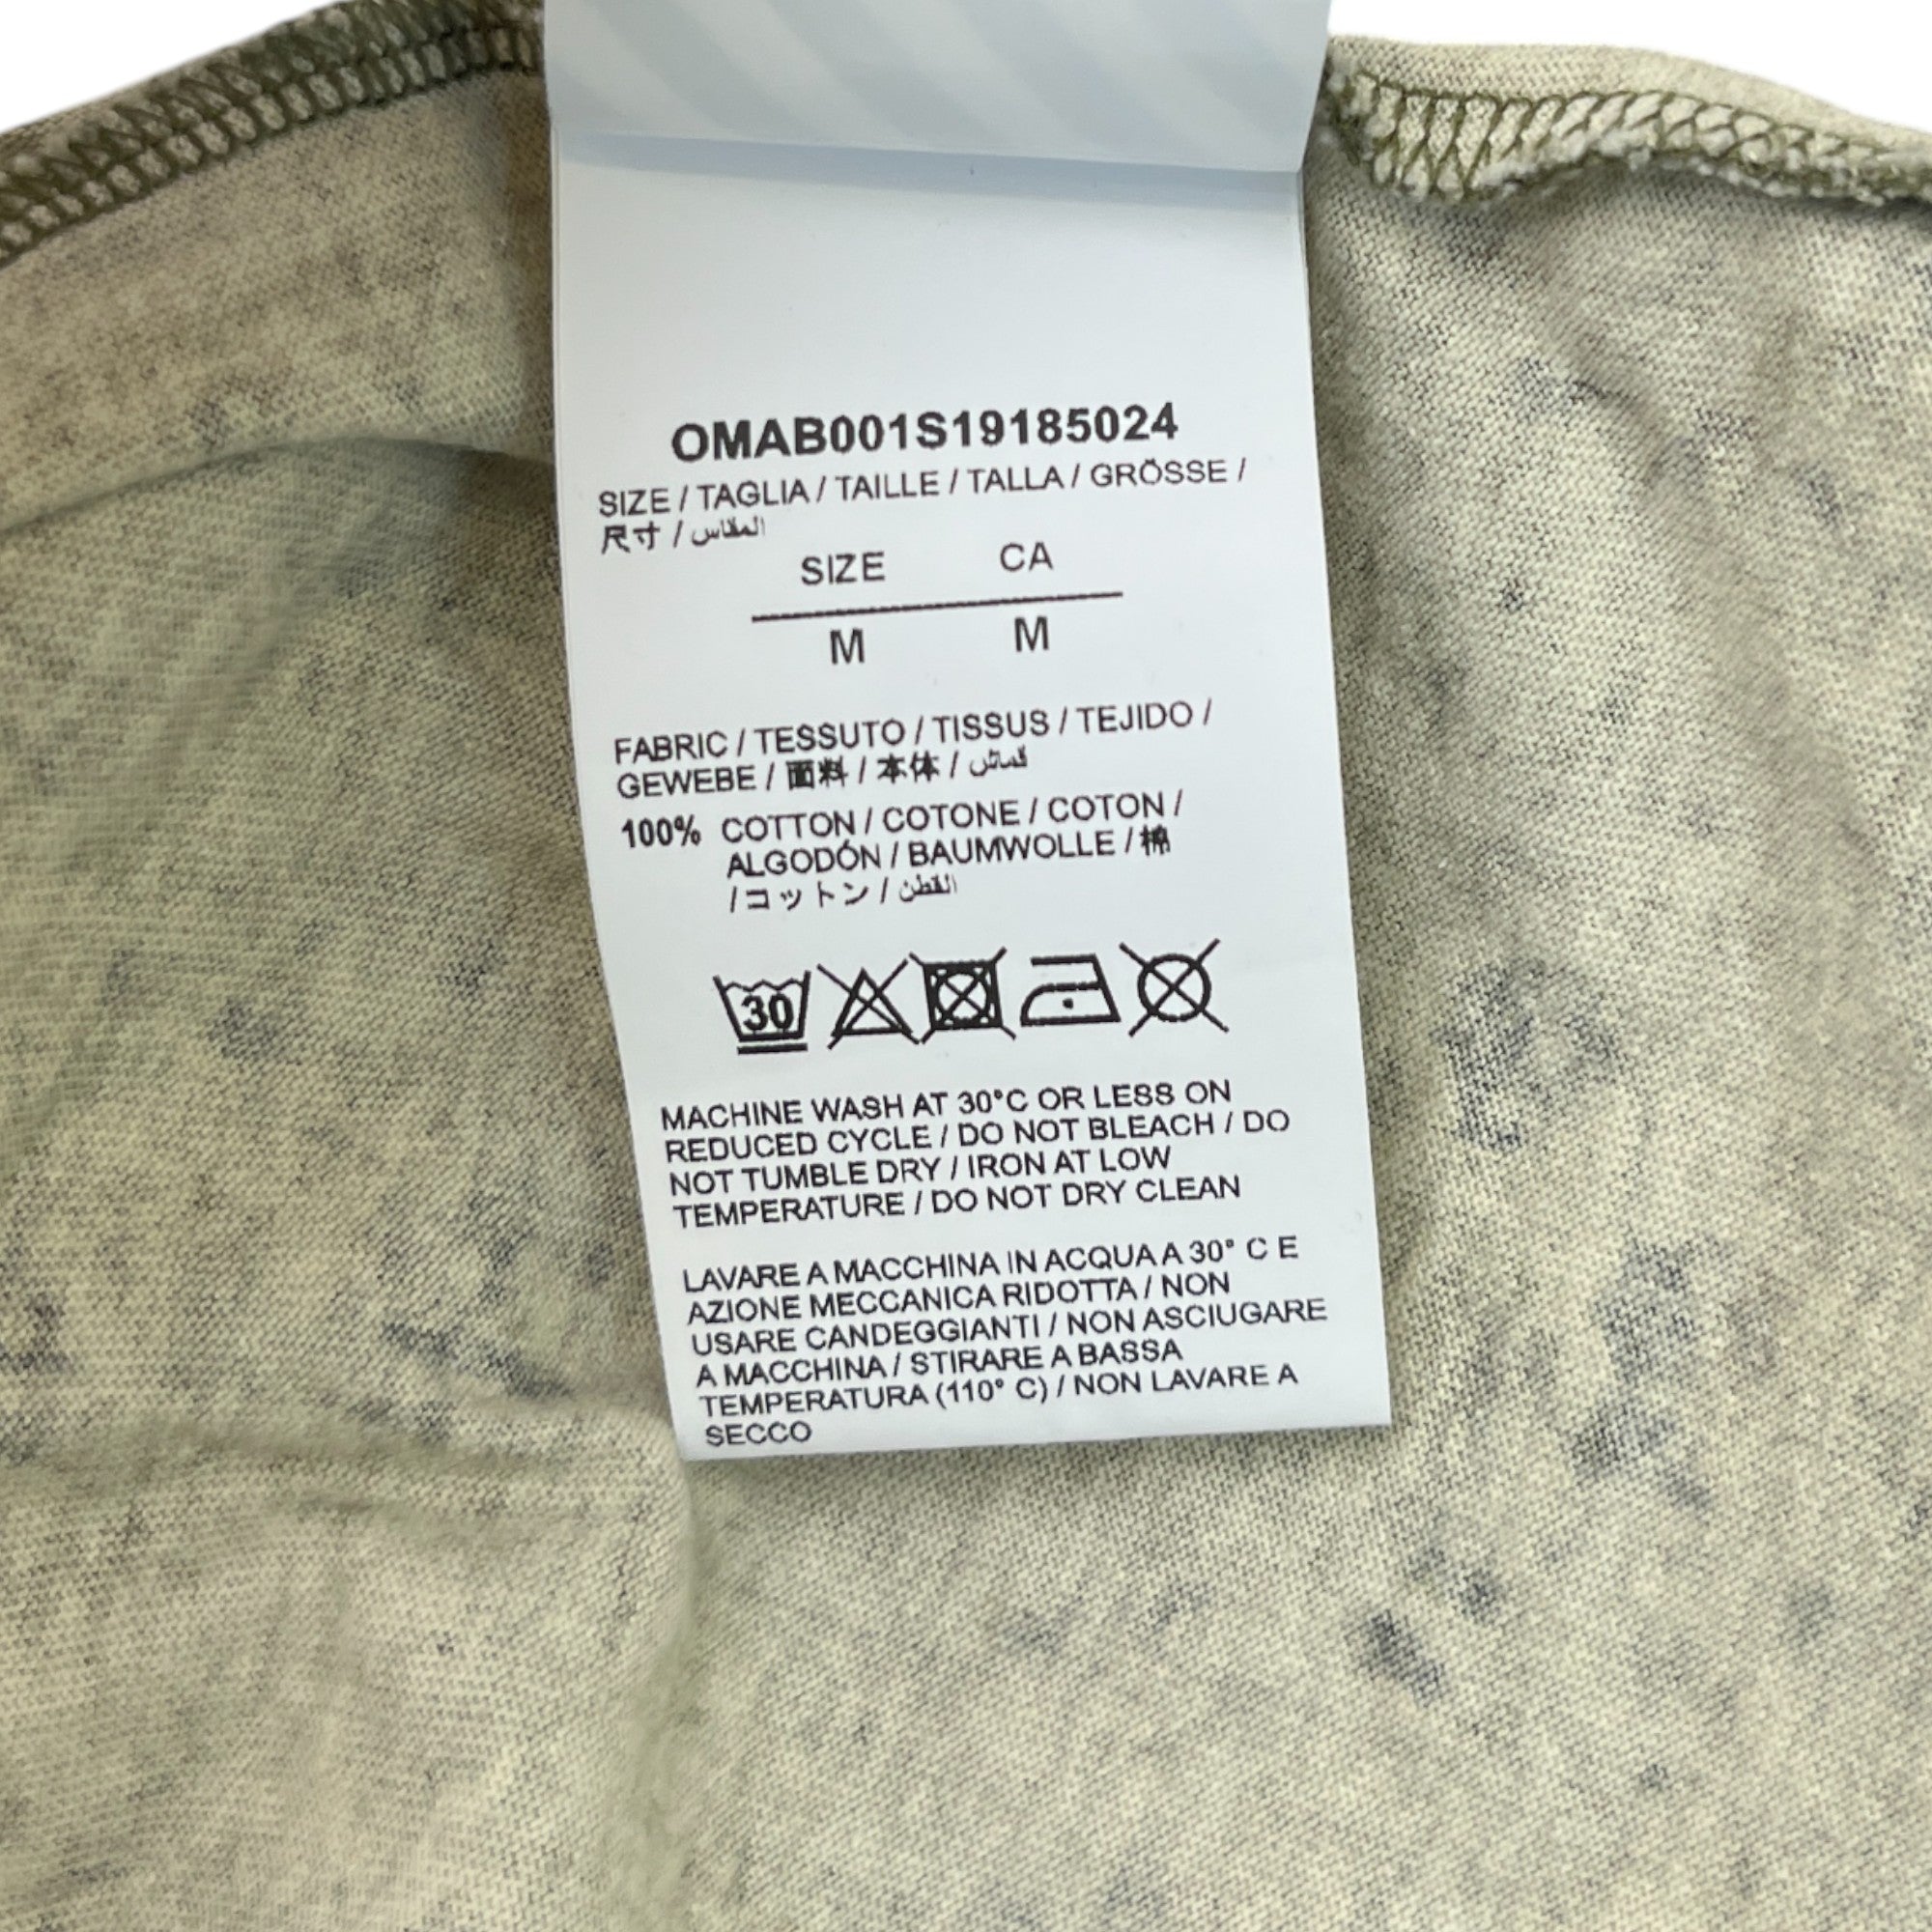 OMAB001S19185024
SIZE / TAGLIA / TAILLE / TALLA / GRÖSSE /
尺寸 / المقاس
SIZE CA
M M
FABRIC / TESSUTO / TISSUS / TEJIDO /
GEWEBE / 面料 / 本体 / قماش
100% COTTON / COTONE / COTON /
ALGODÓN / BAUMWOLLE / 棉
/ コットン / القطن
30
MACHINE WASH AT 30°C OR LESS ON
REDUCED CYCLE / DO NOT BLEACH / DO
NOT TUMBLE DRY / IRON AT LOW
TEMPERATURE / DO NOT DRY CLEAN
LAVARE A MACCHINA IN ACQUA A 30° C E
AZIONE MECCANICA RIDOTTA / NON
USARE CANDEGGIANTI / NON ASCIUGARE
A MACCHINA / STIRARE A BASSA
TEMPERATURA (110° C) / NON LAVARE A
SECCO